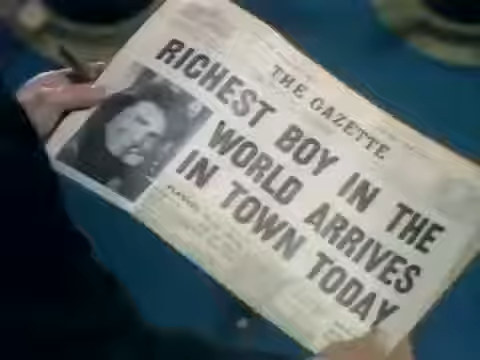 THE GAZETTE
RICHEST BOY IN THE
WORLD ARRIVES
IN TOWN TODAY